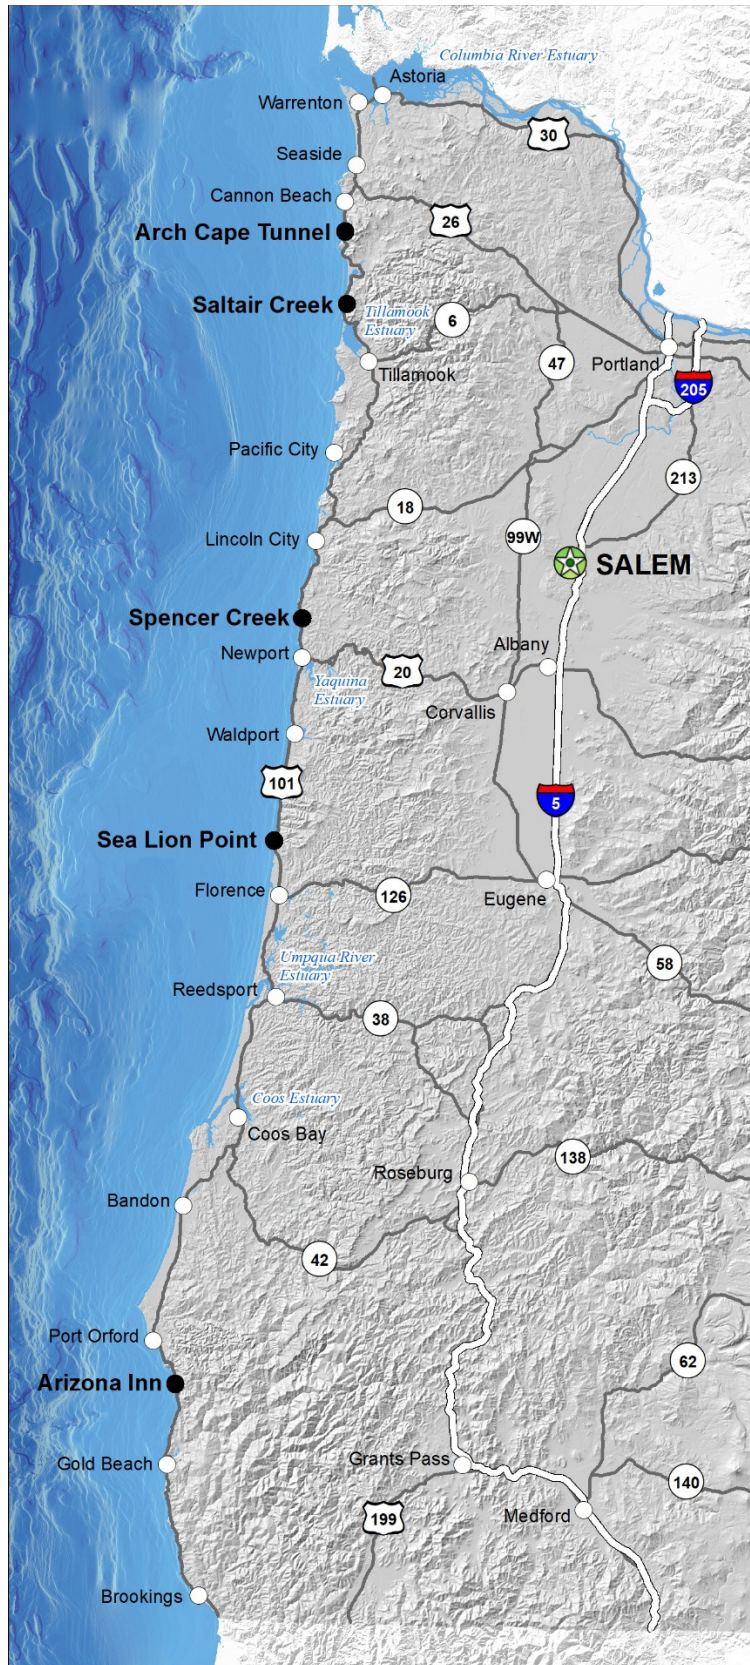 Columbia River Estuary
Astoria
Warrenton
30
Seaside
Cannon Beach
26
Arch Cape Tunnel
Saltair Creek
Tillamook
Estuary
6
47
Portland
Tillamook
205
Pacific City
213
18
99W
Lincoln City
SALEM
Spencer Creek
Albany
Newport
20
Yaquina
Estuary
Corvallis
Waldport
101
5
Sea Lion Point
Florence
126
Eugene
Umpqua River
Estuary
58
Reedsport
38
Coos Estuary
Coos Bay
138
Roseburg
Bandon
42
Port Orford
62
Arizona Inn
Gold Beach
Grants Pass
140
199
Medford
Brookings